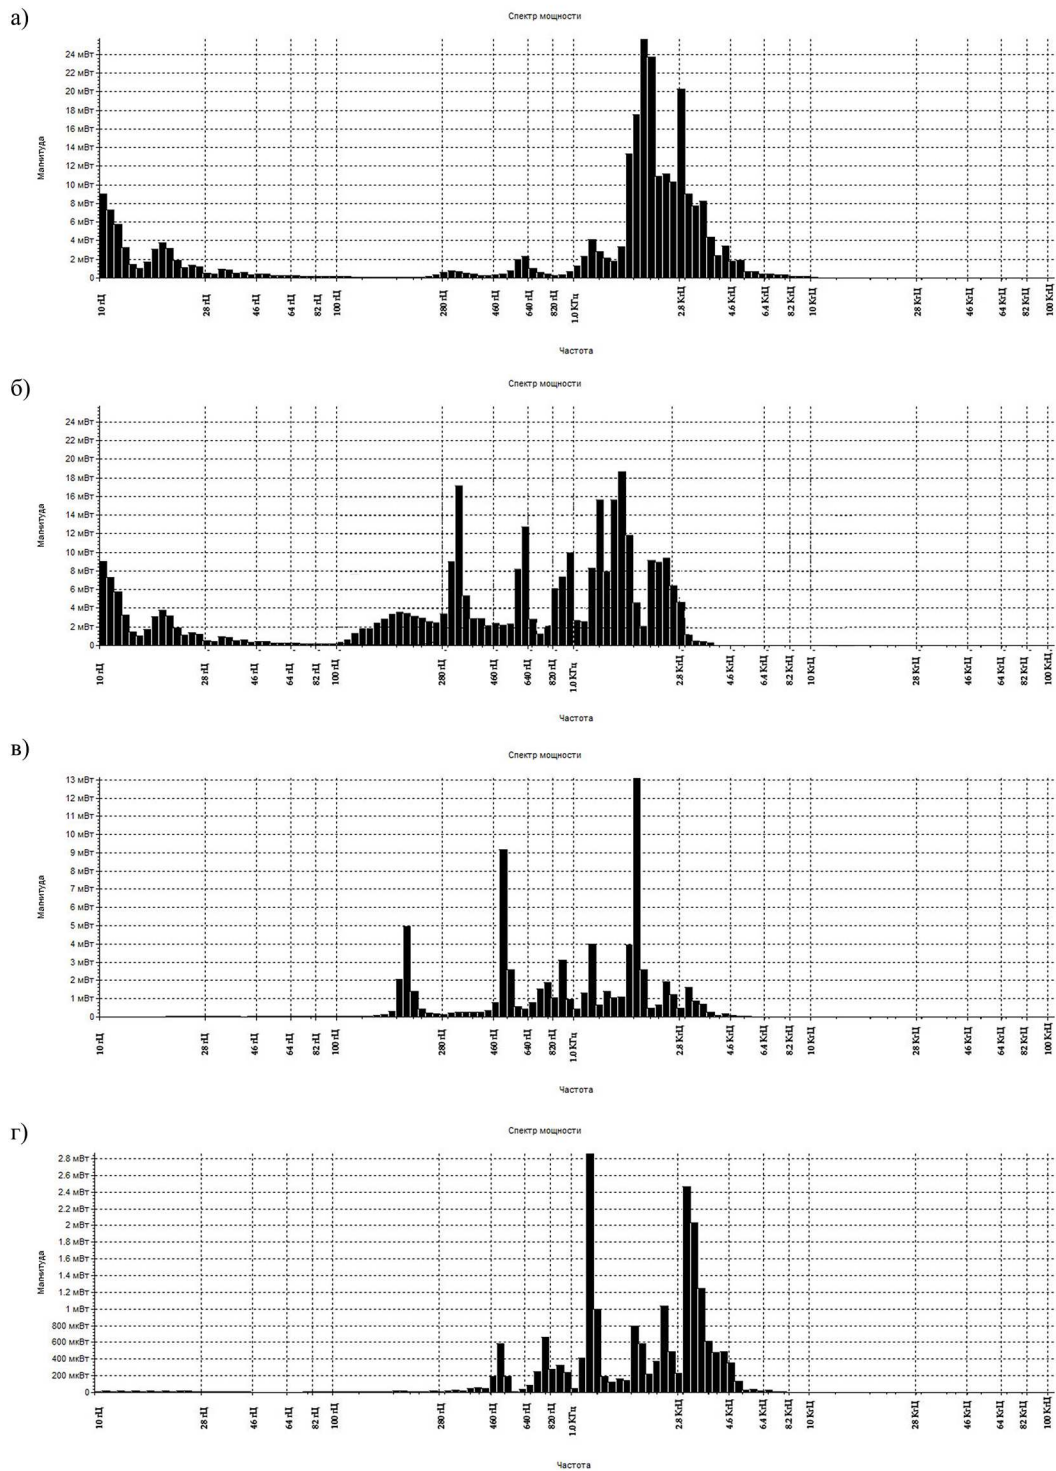 а)
Спектр мощности
24 мВт
22 мВт
20 мВт
18 мВт
16 мВт
14 мВт
12 мВт
10 мВт
8 мВт
6 мВт
4 мВт
2 мВт
0
Магнитуда
10 гЦ 28 гЦ 46 гЦ 64 гЦ 82 гЦ 100 гЦ 280 гЦ 460 гЦ 640 гЦ 820 гЦ 1.0 КГц 2.8 КгЦ 4.6 КгЦ 6.4 КгЦ 8.2 КгЦ 10 КгЦ 28 КгЦ 46 КгЦ 64 КгЦ 82 КгЦ 100 КгЦ
Частота
б)
Спектр мощности
24 мВт
22 мВт
20 мВт
18 мВт
16 мВт
14 мВт
12 мВт
10 мВт
8 мВт
6 мВт
4 мВт
2 мВт
0
Магнитуда
10 гЦ 28 гЦ 46 гЦ 64 гЦ 82 гЦ 100 гЦ 280 гЦ 460 гЦ 640 гЦ 820 гЦ 1.0 КГц 2.8 КгЦ 4.6 КгЦ 6.4 КгЦ 8.2 КгЦ 10 КгЦ 28 КгЦ 46 КгЦ 64 КгЦ 82 КгЦ 100 КгЦ
Частота
в)
Спектр мощности
13 мВт
12 мВт
11 мВт
10 мВт
9 мВт
8 мВт
7 мВт
6 мВт
5 мВт
4 мВт
3 мВт
2 мВт
1 мВт
0
Магнитуда
10 гЦ 28 гЦ 46 гЦ 64 гЦ 82 гЦ 100 гЦ 280 гЦ 460 гЦ 640 гЦ 820 гЦ 1.0 КГц 2.8 КгЦ 4.6 КгЦ 6.4 КгЦ 8.2 КгЦ 10 КгЦ 28 КгЦ 46 КгЦ 64 КгЦ 82 КгЦ 100 КгЦ
Частота
г)
Спектр мощности
2.8 мВт
2.6 мВт
2.4 мВт
2.2 мВт
2 мВт
1.8 мВт
1.6 мВт
1.4 мВт
1.2 мВт
1 мВт
800 мкВт
600 мкВт
400 мкВт
200 мкВт
0
Магнитуда
10 гЦ 28 гЦ 46 гЦ 64 гЦ 82 гЦ 100 гЦ 280 гЦ 460 гЦ 640 гЦ 820 гЦ 1.0 КГц 2.8 КгЦ 4.6 КгЦ 6.4 КгЦ 8.2 КгЦ 10 КгЦ 28 КгЦ 46 КгЦ 64 КгЦ 82 КгЦ 100 КгЦ
Частота